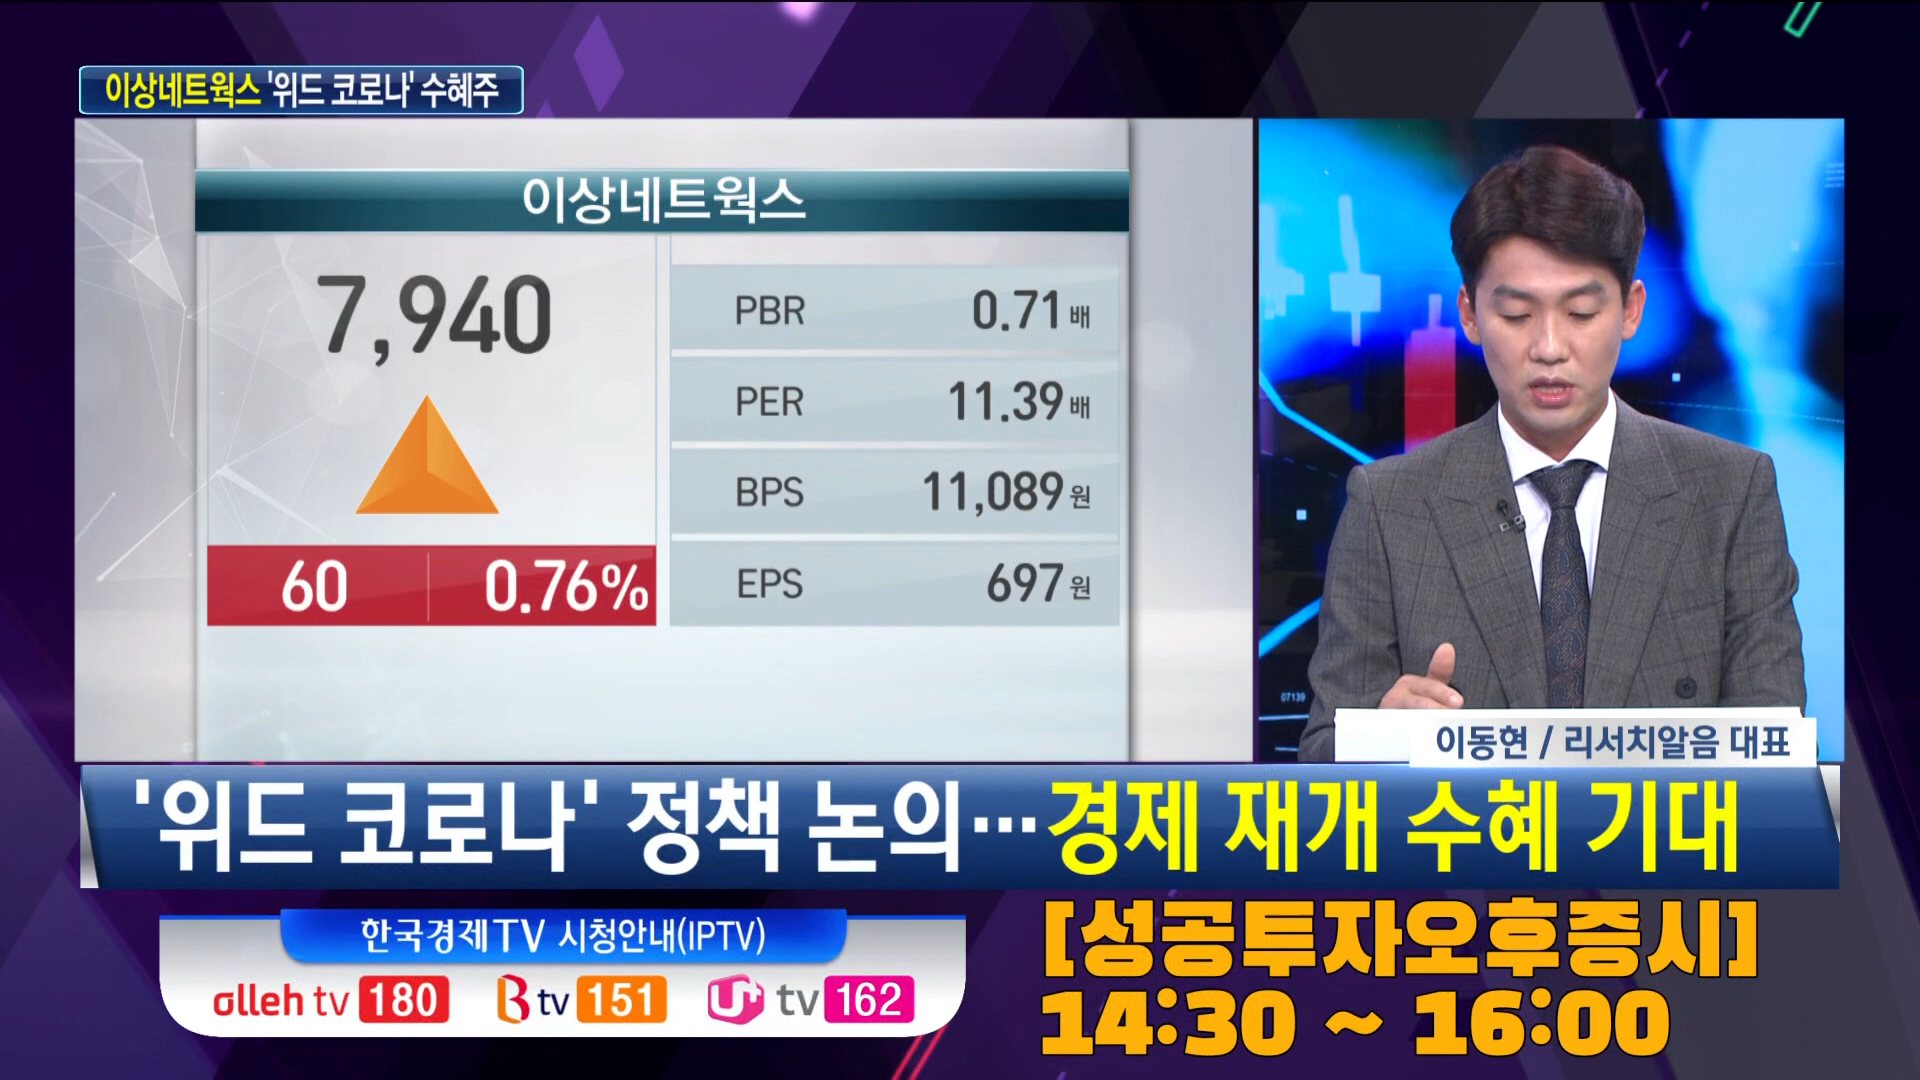 이상네트웍스 '위드 코로나' 수혜주
이상네트웍스
7,940
60 0.76%
PBR 0.71 배
PER 11.39 배
BPS 11,089 원
EPS 697 원
07139
이동현 / 리서치알음 대표
'위드 코로나' 정책 논의…경제 재개 수혜 기대
한국경제TV 시청안내(IPTV)
olleh tv 180 B tv 151 U+ tv 162
[성공투자오후증시]
14:30 ~ 16:00